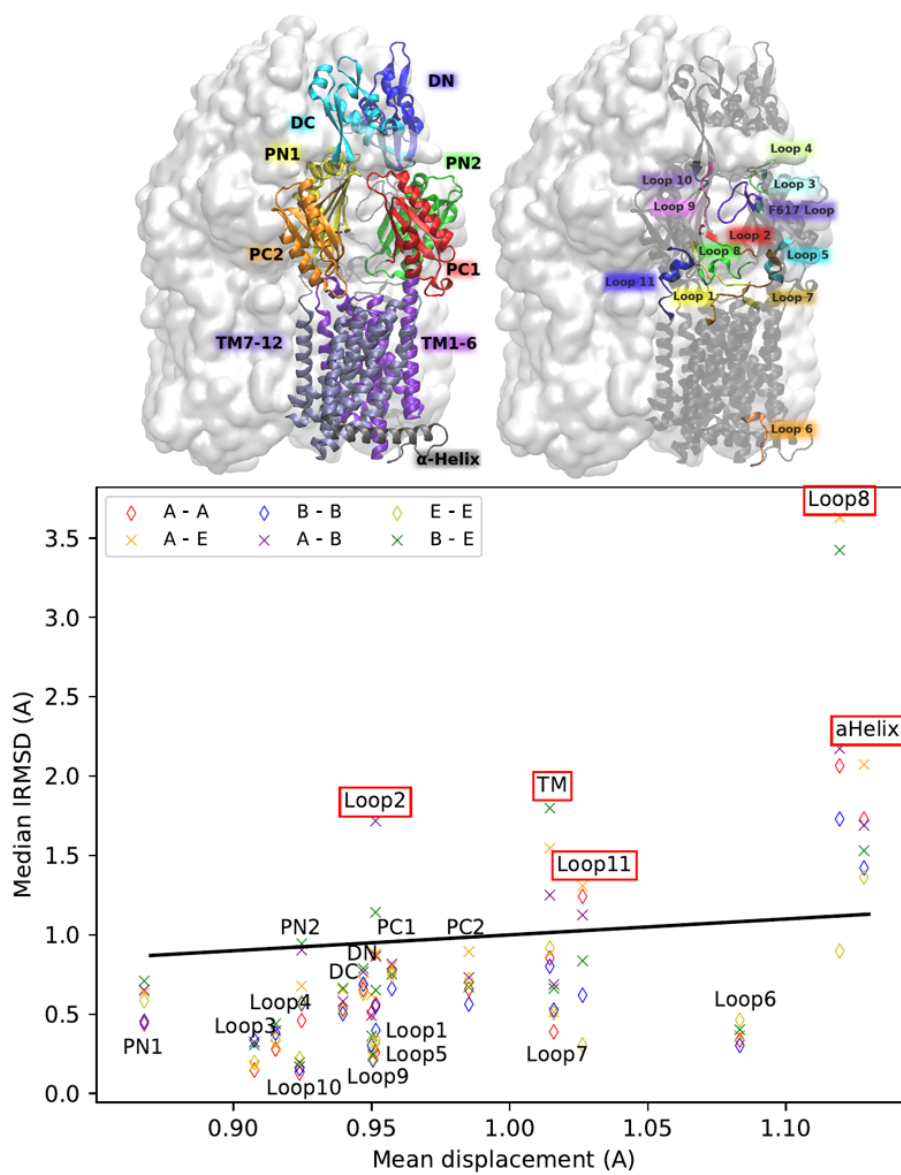 DN
DC
PN1
PN2
PC2
PC1
TM7-12
TM1-6
α-Helix
Loop 4
Loop 10
Loop 3
Loop 9
F617 Loop
Loop 2
Loop 8
Loop 5
Loop 11
Loop 1
Loop 7
Loop 6
A - A
B - B
E - E
A - E
A - B
B - E
Loop8
3.5
3.0
2.5
aHelix
2.0
TM
Loop2
1.5
Loop11
PN2
PC1
PC2
1.0
DN
DC
Loop4
Loop6
0.5
Loop3
Loop1
PN1
Loop5
Loop7
Loop9
Loop10
0.0
Median lRMSD (A)
0.90
0.95
1.00
1.05
1.10
Mean displacement (A)